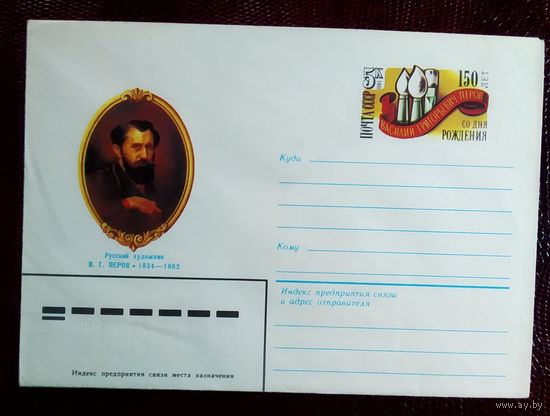 5к
ПОЧТА СССР
150 ЛЕТ
СО ДНЯ
РОЖДЕНИЯ
ВАСИЛИЙ ГРИГОРЬЕВИЧ ПЕРОВ
Куда
Кому
Индекс предприятия связи
и адрес отправителя
Русский художник
В. Г. ПЕРОВ • 1834—1882
Индекс предприятия связи места назначения
www.ay.by